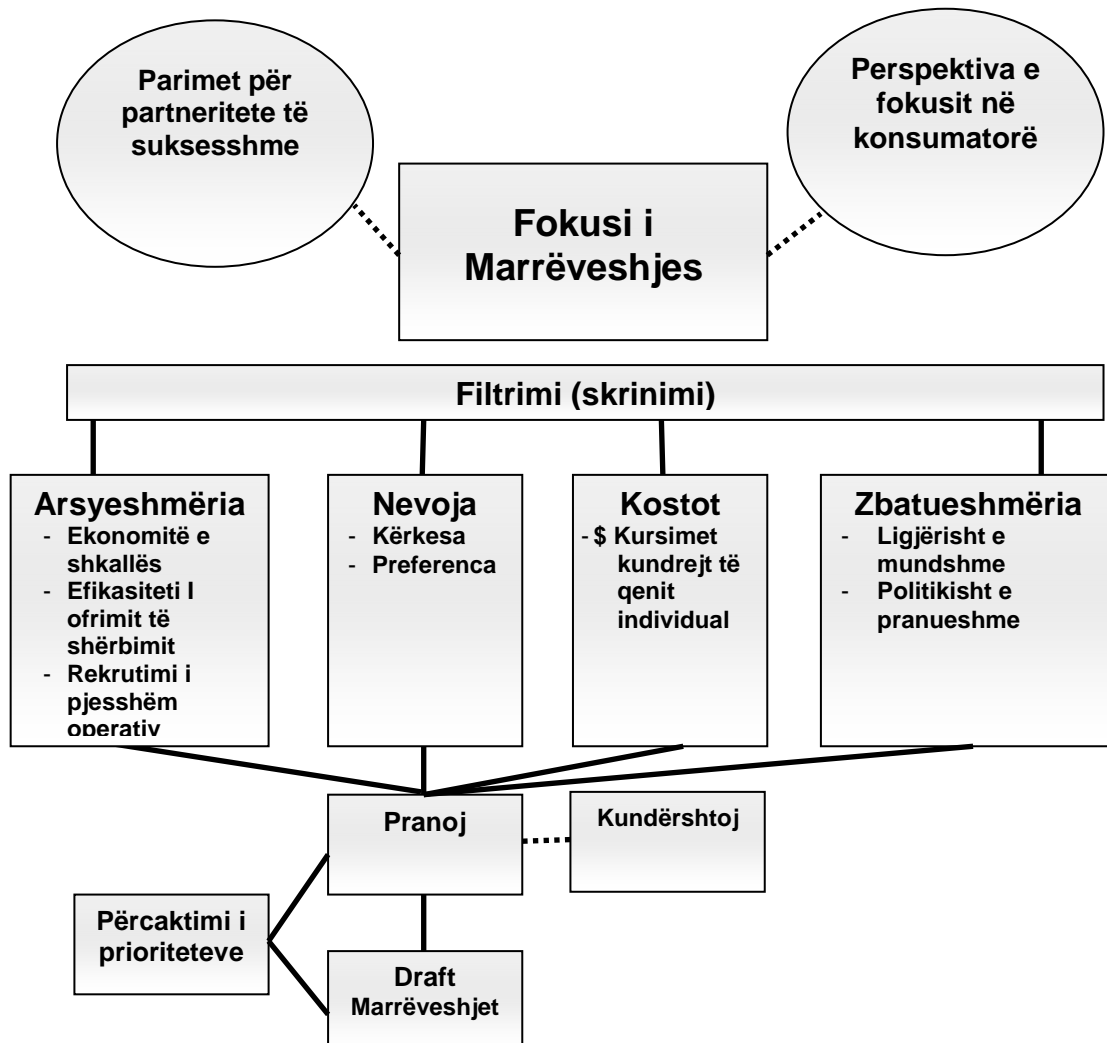 Parimet për
partneritete të
suksesshme
Perspektiva e
fokusit në
konsumatorë
Fokusi i
Marrëveshjes
Filtrimi (skrinimi)
Arsyeshmëria
- Ekonomitë e
shkallës
- Efikasiteti I
ofrimit të
shërbimit
- Rekrutimi i
pjesshëm
operativ
Nevoja
- Kërkesa
- Preferenca
Kostot
- $ Kursimet
kundrejt të
qenit
individual
Zbatueshmëria
- Ligjërisht e
mundshme
- Politikisht e
pranueshme
Pranoj
Kundërshtoj
Përcaktimi i
prioriteteve
Draft
Marrëveshjet